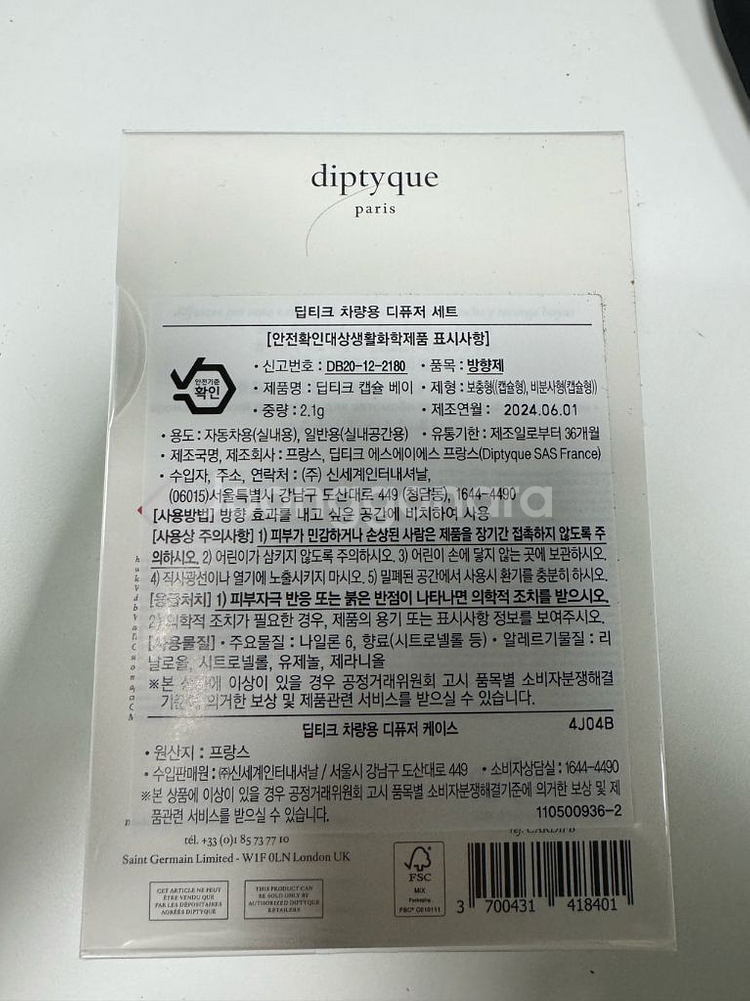 diptyque
paris
딥티크 차량용 디퓨저 세트
[안전확인대상생활화학제품 표시사항]
안전기준
확인
· 신고번호 : DB20-12-2180 · 품목 : 방향제
· 제품명 : 딥티크 캡슐 베이 · 제형 : 보충형((캡슐형), 비분사형(캡슐형))
· 중량 : 2.1g · 제조연월 : 2024.06.01
· 용도 : 자동차용(실내용), 일반용(실내공간용) · 유통기한 : 제조일로부터 36개월
· 제조국명, 제조회사 : 프랑스, 딥티크 에스에이에스 프랑스(Diptyque SAS France)
· 수입자, 주소, 연락처 : (주) 신세계인터내셔날,
(06015)서울특별시 강남구 도산대로 449 (청담동), 1644-4490
[사용방법] 방향 효과를 내고 싶은 공간에 비치하여 사용
[사용상 주의사항] 1) 피부가 민감하거나 손상된 사람은 제품을 장기간 접촉하지 않도록 주
의하시오. 2) 어린이가 삼키지 않도록 주의하시오. 3) 어린이 손에 닿지 않는 곳에 보관하시오.
4) 직사광선이나 열기에 노출시키지 마시오. 5) 밀폐된 공간에서 사용시 환기를 충분히 하시오.
[응급처치] 1) 피부자극 반응 또는 붉은 반점이 나타나면 의학적 조치를 받으시오.
2) 의학적 조치가 필요한 경우, 제품의 용기 또는 표시사항 정보를 보여주시오.
[사용물질] · 주요물질 : 나일론 6, 향료(시트로넬롤 등) · 알레르기물질 : 리
날로올, 시트로넬롤, 유제놀, 제라니올
※본 상품에 이상이 있을 경우 공정거래위원회 고시 품목별 소비자분쟁해결
기준에 의거한 보상 및 제품관련 서비스를 받으실 수 있습니다.
딥티크 차량용 디퓨저 케이스 4J04B
· 원산지 : 프랑스
· 수입판매원 : ㈜신세계인터내셔날 / 서울시 강남구 도산대로 449 · 소비자상담실 : 1644-4490
※본 상품에 이상이 있을 경우 공정거래위원회 고시 품목별 소비자분쟁해결기준에 의거한 보상 및 제
품관련 서비스를 받으실 수 있습니다. 110500936-2
tél. +33 (0)1 85 73 77 10
Saint Germain Limited - W1F 0LN London UK
CET ARTICLE NE PEUT
ÊTRE VENDU QUE
PAR LES DÉPOSITAIRES
AGRÉÉS DIPTYQUE
THIS PRODUCT CAN
BE SOLD ONLY BY
AUTHORIZED DIPTYQUE
RETAILERS
FSC
MIX
Packaging
FSC® C010111
3 700431 418401